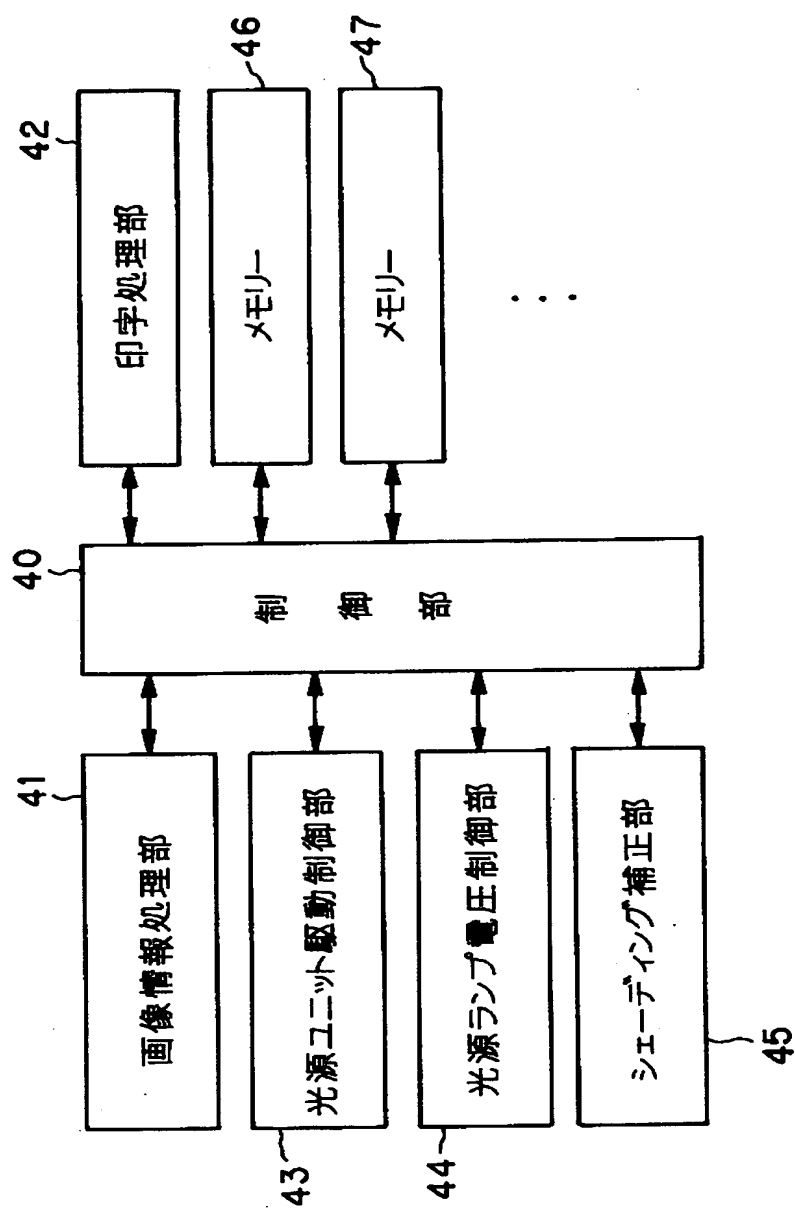 41
画像情報処理部
43
光源ユニット駆動制御部
44
光源ランプ電圧制御部
シェーディング補正部
45
40
制御部
42
印字処理部
46
メモリー
47
メモリー
...